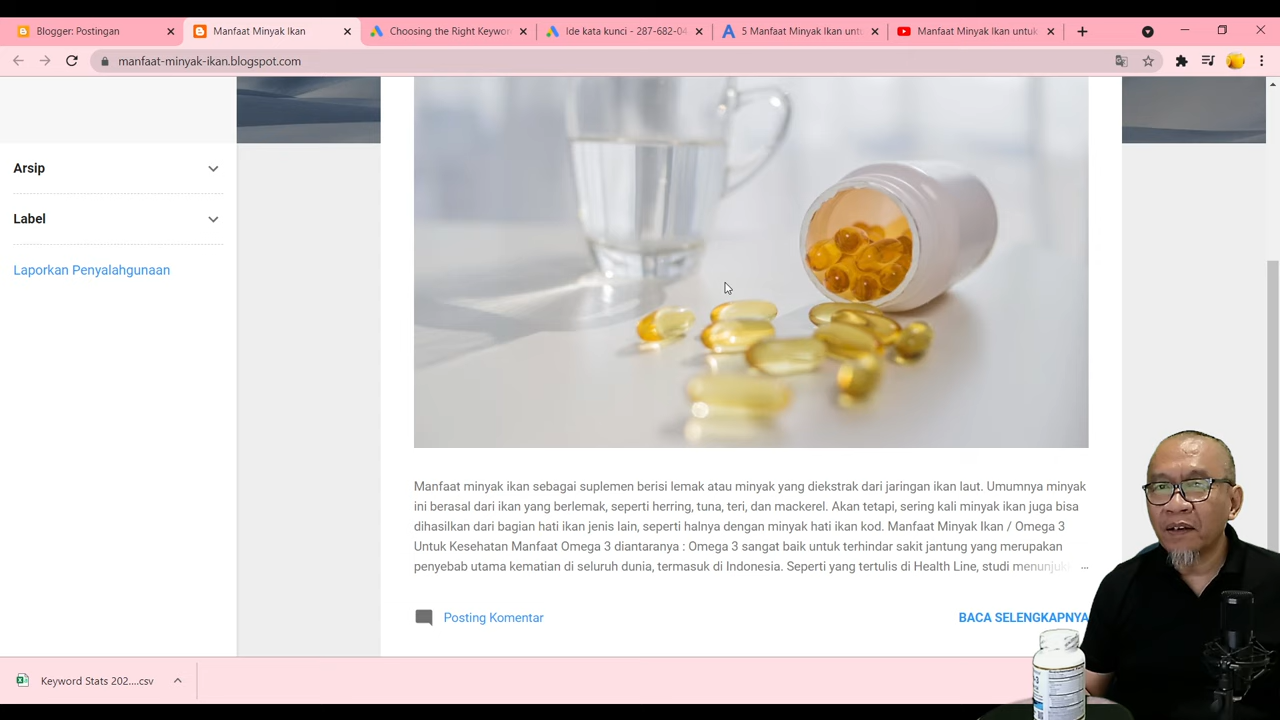 Blogger: Postingan
Manfaat Minyak Ikan
Choosing the Right Keywor
Ide kata kunci - 287-682-04
5 Manfaat Minyak Ikan unt
Manfaat Minyak Ikan untuk
manfaat-minyak-ikan.blogspot.com
Arsip
Label
Laporkan Penyalahgunaan
Manfaat minyak ikan sebagai suplemen berisi lemak atau minyak yang diekstrak dari jaringan ikan laut. Umumnya minyak
ini berasal dari ikan yang berlemak, seperti herring, tuna, teri, dan mackerel. Akan tetapi, sering kali minyak ikan juga bisa
dihasilkan dari bagian hati ikan jenis lain, seperti halnya dengan minyak hati ikan kod. Manfaat Minyak Ikan / Omega 3
Untuk Kesehatan Manfaat Omega 3 diantaranya : Omega 3 sangat baik untuk terhindar sakit jantung yang merupakan
penyebab utama kematian di seluruh dunia, termasuk di Indonesia. Seperti yang tertulis di Health Line, studi menunjuk ...
Posting Komentar
BACA SELENGKAPNYA
Keyword Stats 202....csv